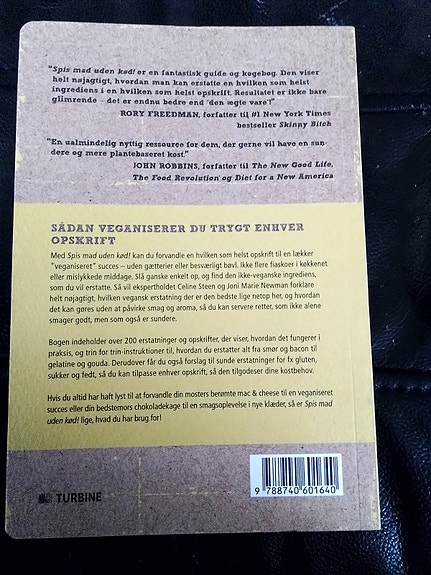 "Spis mad uden kød! er en fantastisk guide og kogebog. Den viser
helt nøjagtigt, hvordan man kan erstatte en hvilken som helst
ingrediens i en hvilken som helst opskrift. Resultatet er ikke bare
glimrende – det er endnu bedre end 'den ægte vare'!"
RORY FREEDMAN, forfatter til #1 New York Times
bestseller Skinny Bitch
"En ualmindelig nyttig ressource for dem, der gerne vil have en sun-
dere og mere plantebaseret kost."
JOHN ROBBINS, forfatter til The New Good Life,
The Food Revolution og Diet for a New America
SÅDAN VEGANISERER DU TRYGT ENHVER
OPSKRIFT
Med Spis mad uden kød! kan du forvandle en hvilken som helst opskrift til en lækker
"veganiseret" succes – uden gætterier eller besværligt bøvl. Ikke flere fiaskoer i køkkenet
eller mislykkede middage. Slå ganske enkelt op, og find den ikke-veganske ingrediens,
som du vil erstatte. Så vil ekspertholdet Celine Steen og Joni Marie Newman forklare
helt nøjagtigt, hvilken vegansk erstatning der er den bedste lige netop her, og hvordan
det kan gøres uden at påvirke smag og aroma, så du kan servere retter, som ikke alene
smager godt, men som også er sundere.
Bogen indeholder over 200 erstatninger og opskrifter, der viser, hvordan det fungerer i
praksis, og trin for trin-instruktioner til, hvordan du erstatter alt fra smør og bacon til
gelatine og gouda. Derudover får du også forslag til sunde erstatninger for fx gluten,
sukker og fedt, så du kan tilpasse enhver opskrift, så den tilgodeser dine kostbehov.
Hvis du altid har haft lyst til at forvandle din mosters berømte mac & cheese til en veganiseret
succes eller din bedstemors chokoladekage til en smagsoplevelse i nye klæder, så er Spis mad
uden kød! lige, hvad du har brug for!
TURBINE
9 788740 601640